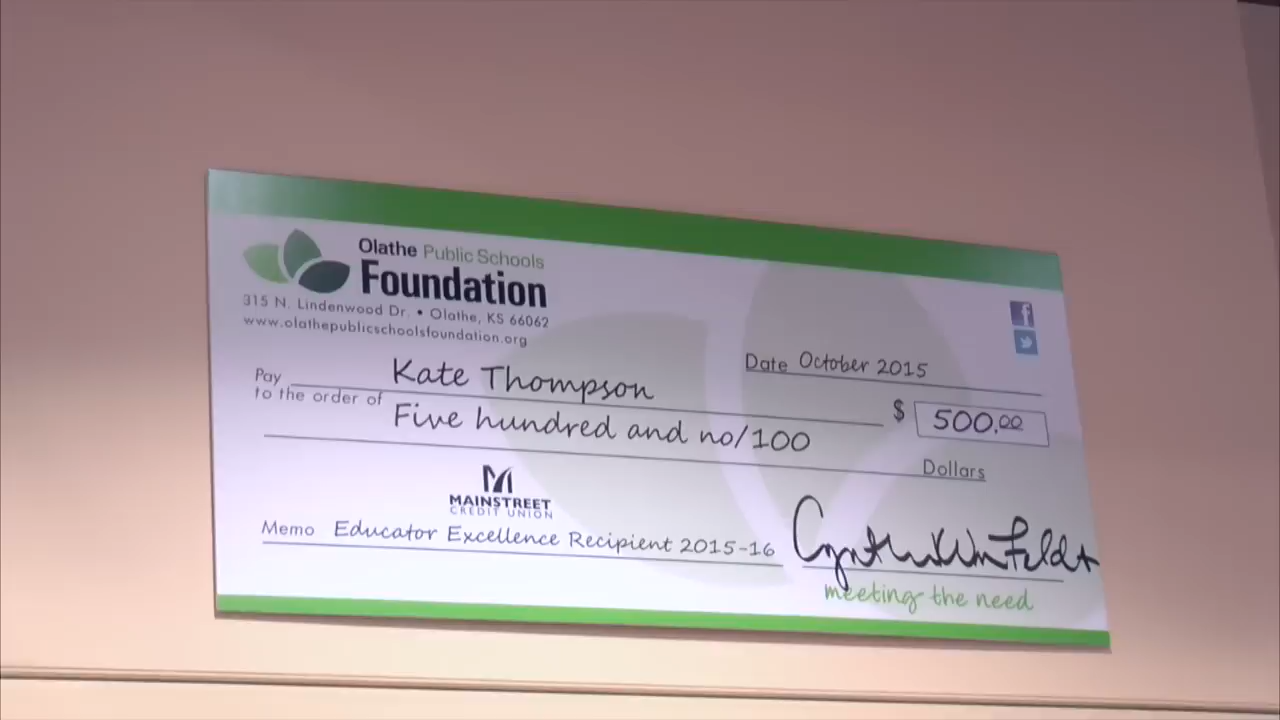 Olathe Public Schools
Foundation
315 N. Lindenwood Dr. • Olathe, KS 66062
www.olathepublicschoolsfoundation.org
Date October 2015
Pay to the order of Kate Thompson
$ 500.00
Five hundred and no/100
Dollars
MAINSTREET
CREDIT UNION
Memo Educator Excellence Recipient 2015-16
Cynthia Winfeldt
meeting the need